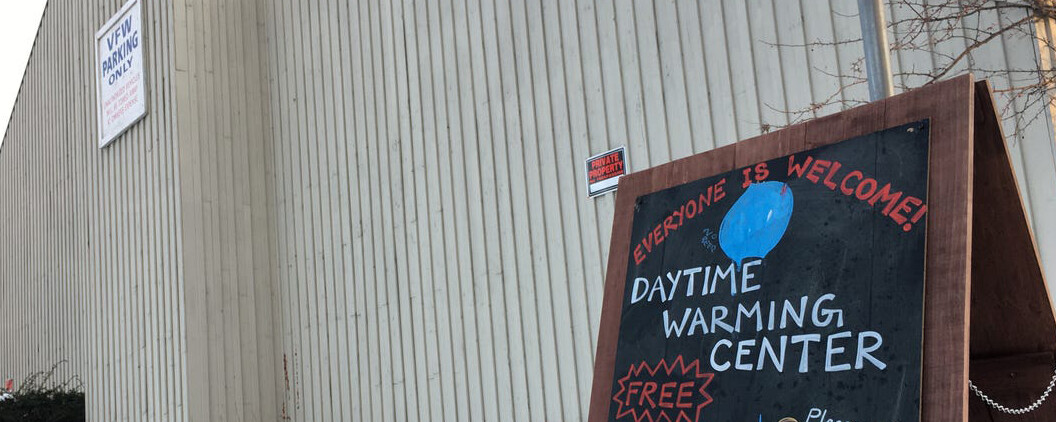 VFW
PARKING
ONLY
PRIVATE
PROPERTY
EVERYONE IS WELCOME!
DAYTIME
WARMING
CENTER
FREE